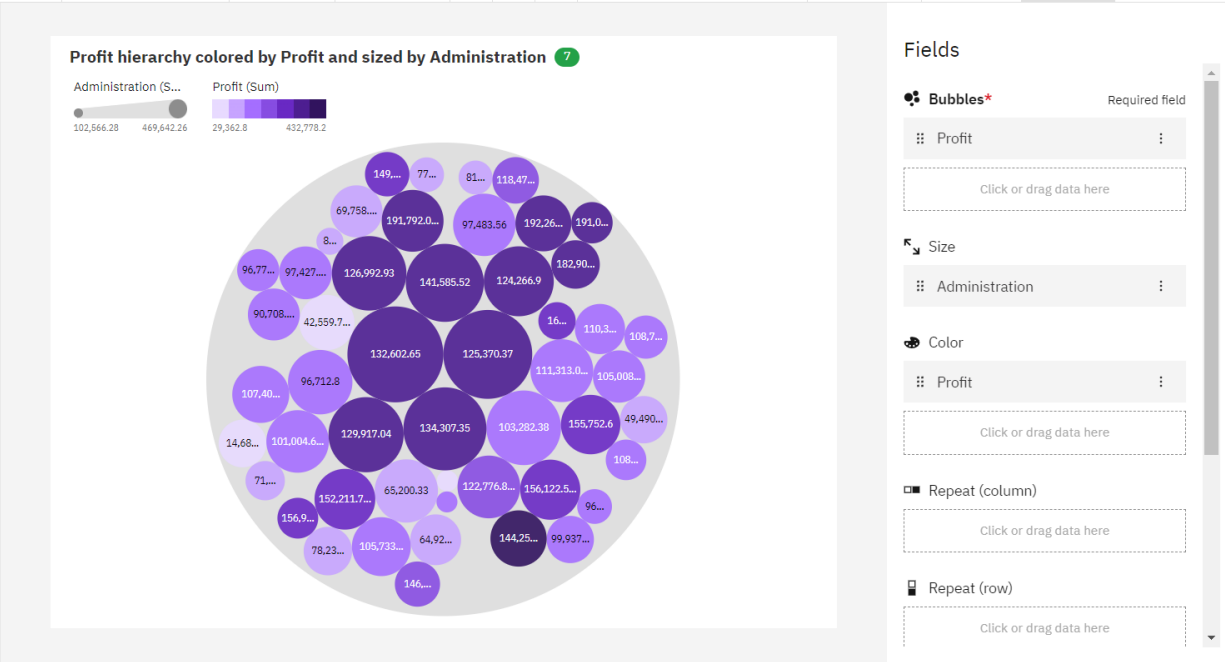 Profit hierarchy colored by Profit and sized by Administration 7
Administration (S... Profit (Sum)
102,566.28 469,642.26 29,362.8 432,778.2
149,... 77... 81... 118,47...
69,758.... 191,792.0... 97,483.56 192,26... 191,0...
8...
96,77... 97,427.... 126,992.93 141,585.52 124,266.9 182,90...
90,708.... 42,559.7... 16... 110,3... 108,7...
132,602.65 125,370.37
107,40... 96,712.8 111,313.0... 105,008...
14,68... 101,004.6... 129,917.04 134,307.35 103,282.38 155,752.6 49,490...
71,... 108...
152,211.7... 65,200.33 122,776.8... 156,122.5... 96...
156,9...
78,23... 105,733... 64,92... 144,25... 99,937...
146,...
Fields
Bubbles* Required field
Profit
Click or drag data here
Size
Administration
Color
Profit
Click or drag data here
Repeat (column)
Click or drag data here
Repeat (row)
Click or drag data here